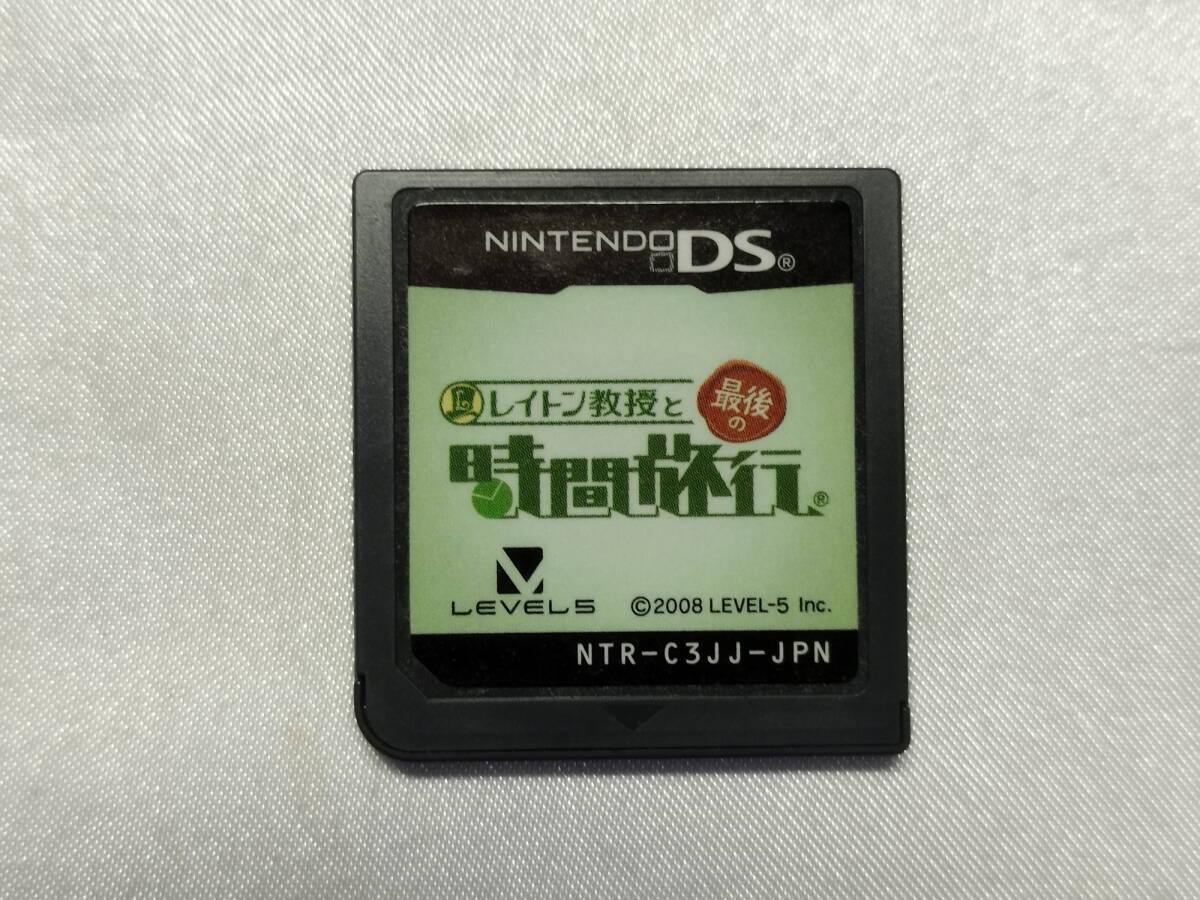 NINTENDO DS®
レイトン教授と
最後の
時間旅行®
LEVEL5
©2008 LEVEL-5 Inc.
NTR-C3JJ-JPN